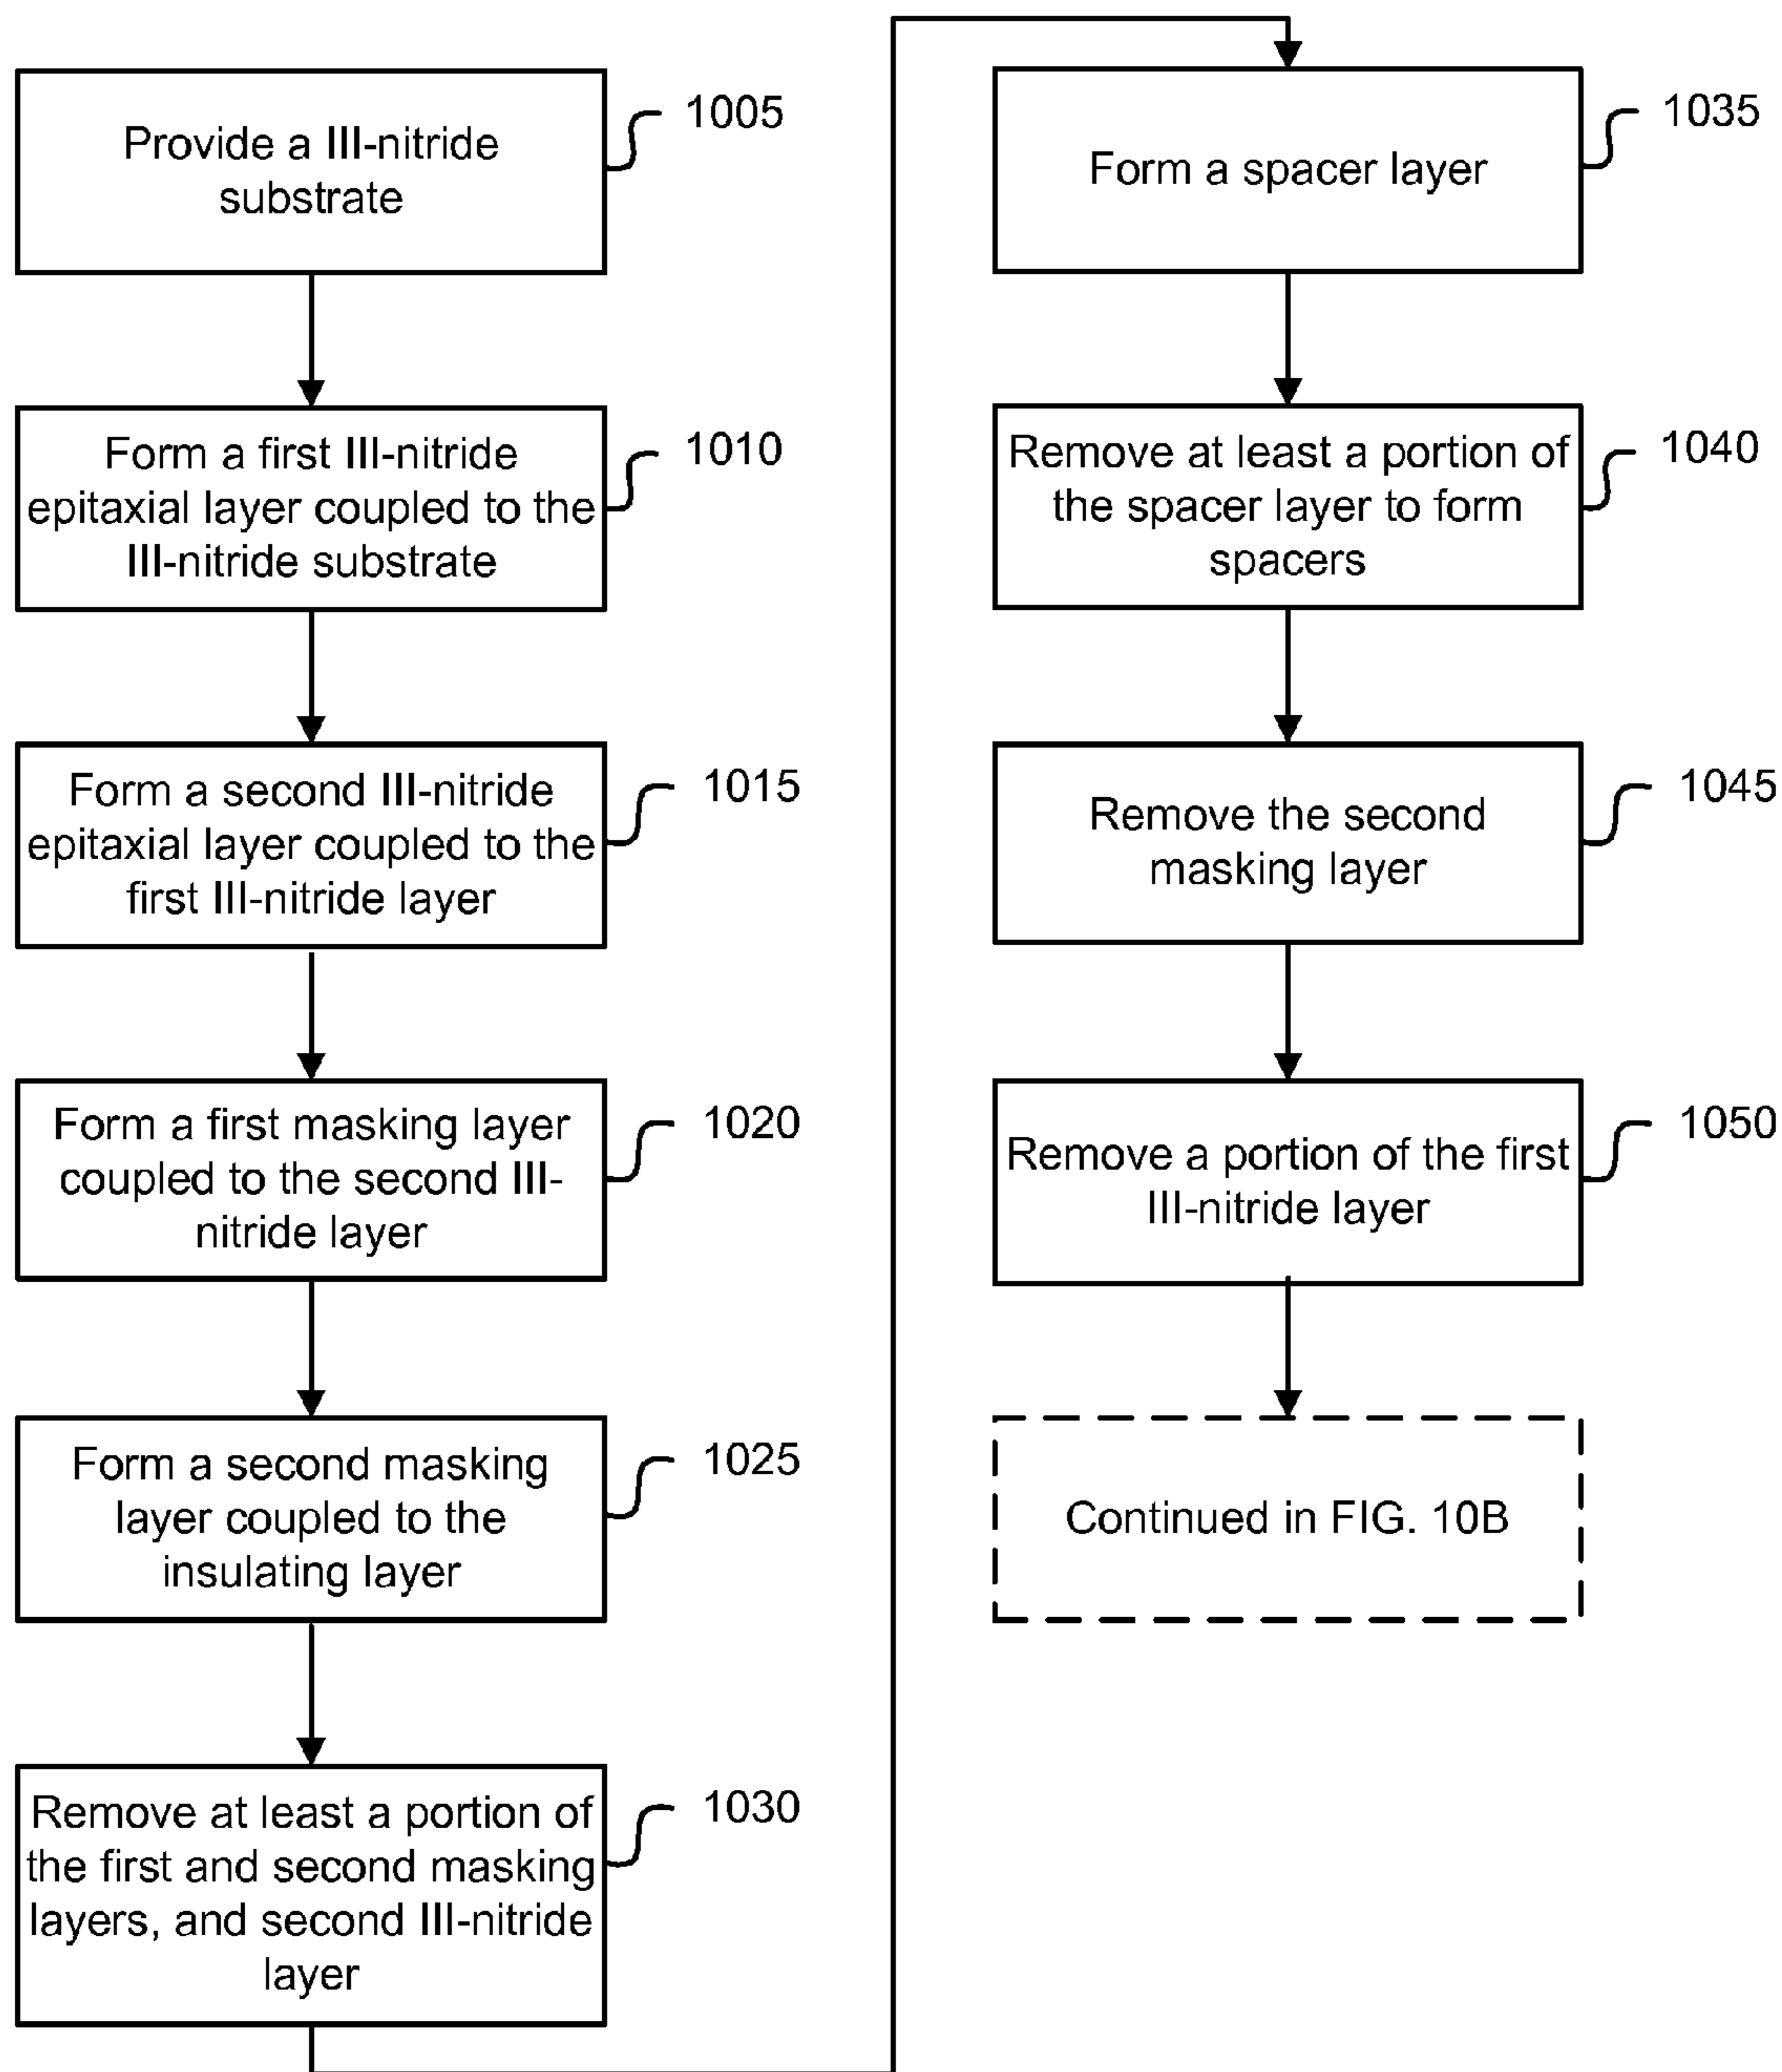 Provide a III-nitride
substrate
1005
Form a first III-nitride
epitaxial layer coupled to the
III-nitride substrate
1010
Form a second III-nitride
epitaxial layer coupled to the
first III-nitride layer
1015
Form a first masking layer
coupled to the second III-
nitride layer
1020
Form a second masking
layer coupled to the
insulating layer
1025
Remove at least a portion of
the first and second masking
layers, and second III-nitride
layer
1030
Form a spacer layer
1035
Remove at least a portion of
the spacer layer to form
spacers
1040
Remove the second
masking layer
1045
Remove a portion of the first
III-nitride layer
1050
Continued in FIG. 10B